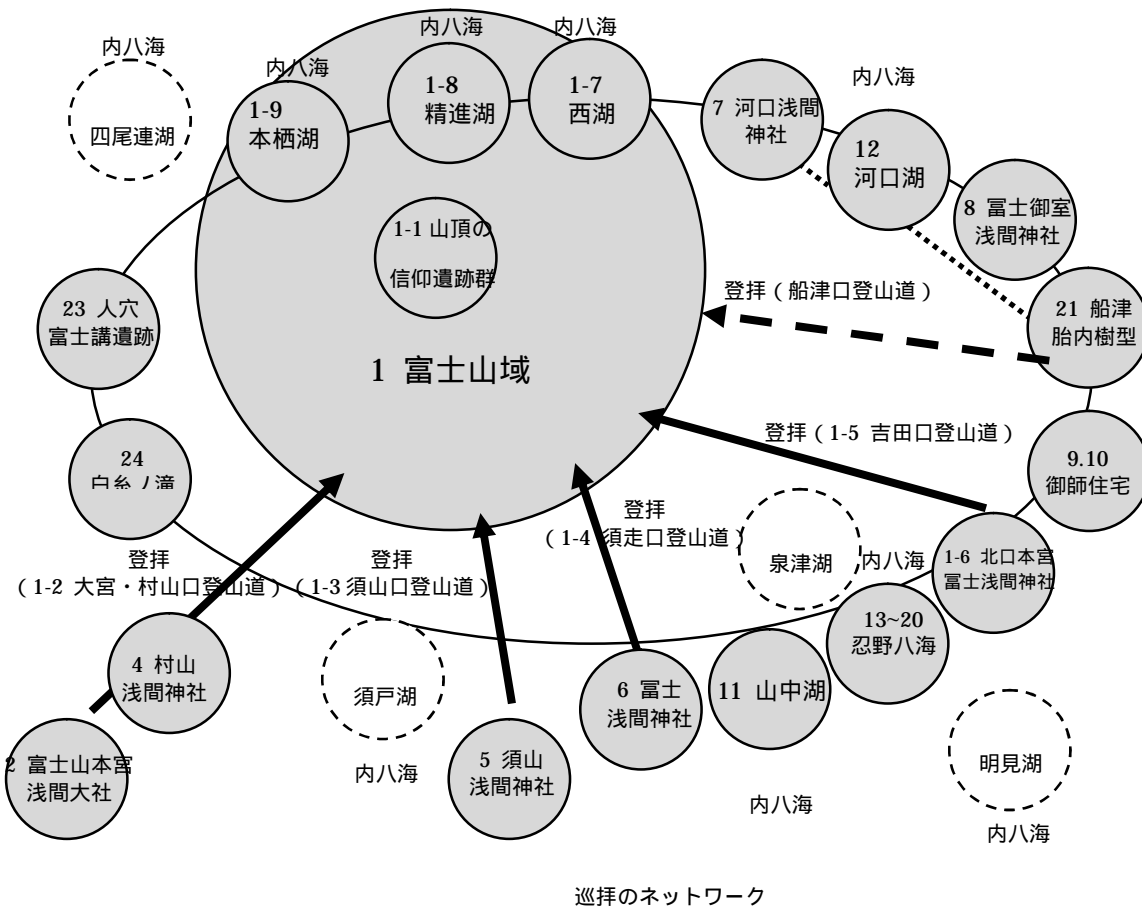 内八海
四尾連湖
内八海
1-9
本栖湖
内八海
1-8
精進湖
内八海
1-7
西湖
7 河口浅間
神社
内八海
12
河口湖
8 冨士御室
浅間神社
1-1 山頂の
信仰遺跡群
1 富士山域
登拝（船津口登山道）
21 船津
胎内樹型
23 人穴
富士講遺跡
24
白糸ノ滝
登拝（1-5 吉田口登山道）
9.10
御師住宅
登拝
（1-4 須走口登山道）
泉津湖
内八海
1-6 北口本宮
冨士浅間神社
登拝
（1-2 大宮・村山口登山道）
登拝
（1-3 須山口登山道）
13~20
忍野八海
4 村山
浅間神社
須戸湖
内八海
6 冨士
浅間神社
11 山中湖
内八海
2 富士山本宮
浅間大社
5 須山
浅間神社
明見湖
内八海
巡拝のネットワーク